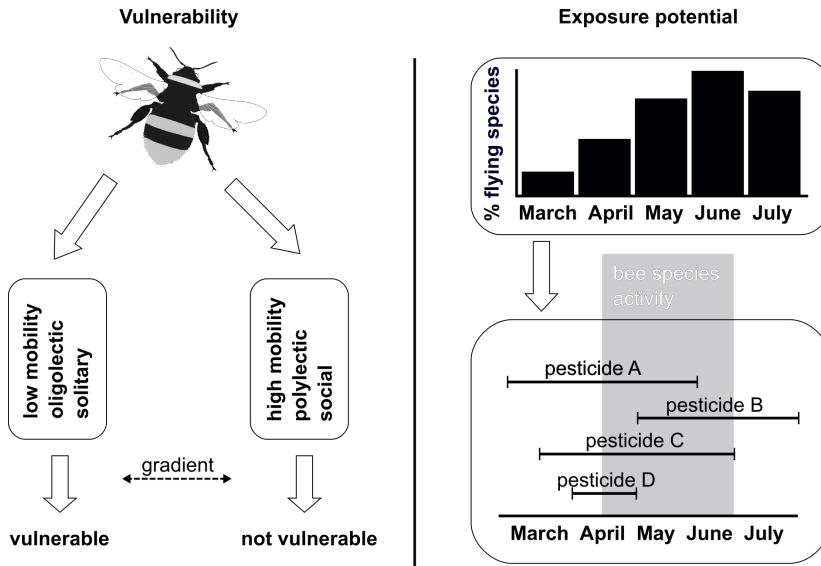 Vulnerability
low mobility
oligolectic
solitary
high mobility
polylectic
social
gradient
vulnerable
not vulnerable
Exposure potential
% flying species
March April May June July
bee species
activity
pesticide A
pesticide B
pesticide C
pesticide D
March April May June July